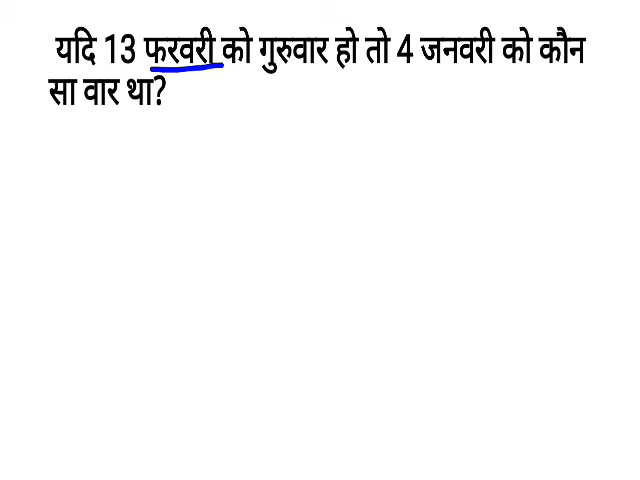 यदि 13 फरवरी को गुरुवार हो तो 4 जनवरी को कौन
सा वार था?